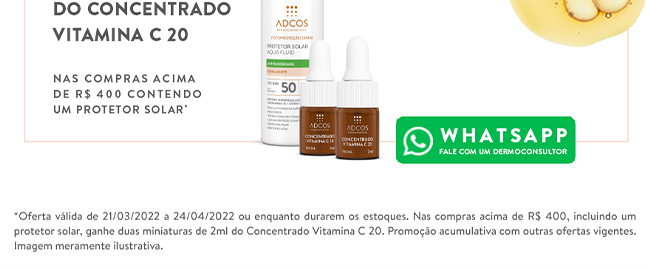 DO CONCENTRADO
VITAMINA C 20
NAS COMPRAS ACIMA
DE R$ 400 CONTENDO
UM PROTETOR SOLAR*
ADCOS
PROTETOR SOLAR
AQUA FLUID
50
ADCOS
CONCENTRADO
VITAMINA C 20
ADCOS
CONCENTRADO
VITAMINA C 20
WHATSAPP
FALE COM UM DERMOCONSULTOR
*Oferta válida de 21/03/2022 a 24/04/2022 ou enquanto durarem os estoques. Nas compras acima de R$ 400, incluindo um
protetor solar, ganhe duas miniaturas de 2ml do Concentrado Vitamina C 20. Promoção acumulativa com outras ofertas vigentes.
Imagem meramente ilustrativa.